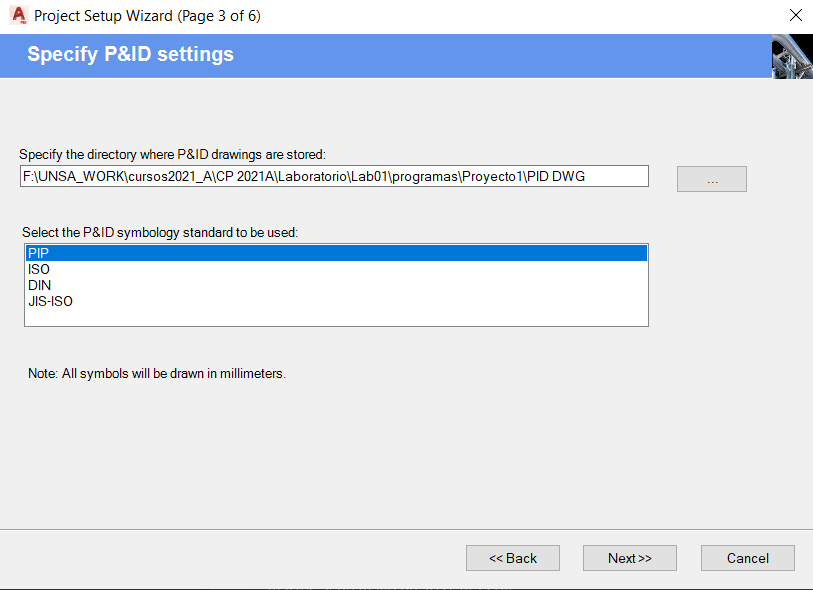 Project Setup Wizard (Page 3 of 6)
Specify P&ID settings
Specify the directory where P&ID drawings are stored:
F:\UNSA_WORK\cursos2021_A\CP 2021A\Laboratorio\Lab01\programas\Proyecto1\PID DWG
...
Select the P&ID symbology standard to be used:
PIP
ISO
DIN
JIS-ISO
Note: All symbols will be drawn in millimeters.
<< Back
Next >>
Cancel